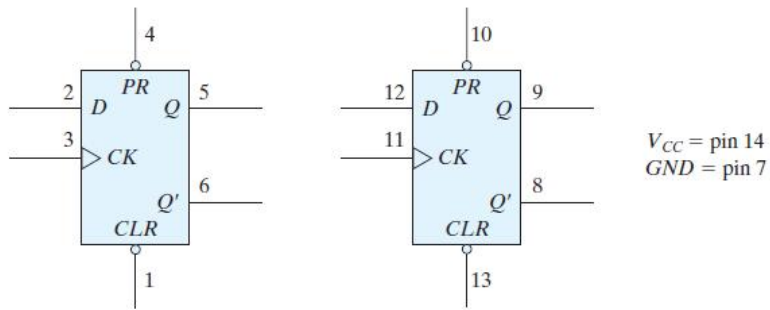 4
10
2 PR 5
D Q
12 PR 9
D Q
3
CK
11
CK
V_CC = pin 14
GND = pin 7
6
Q'
8
Q'
CLR
CLR
1
13